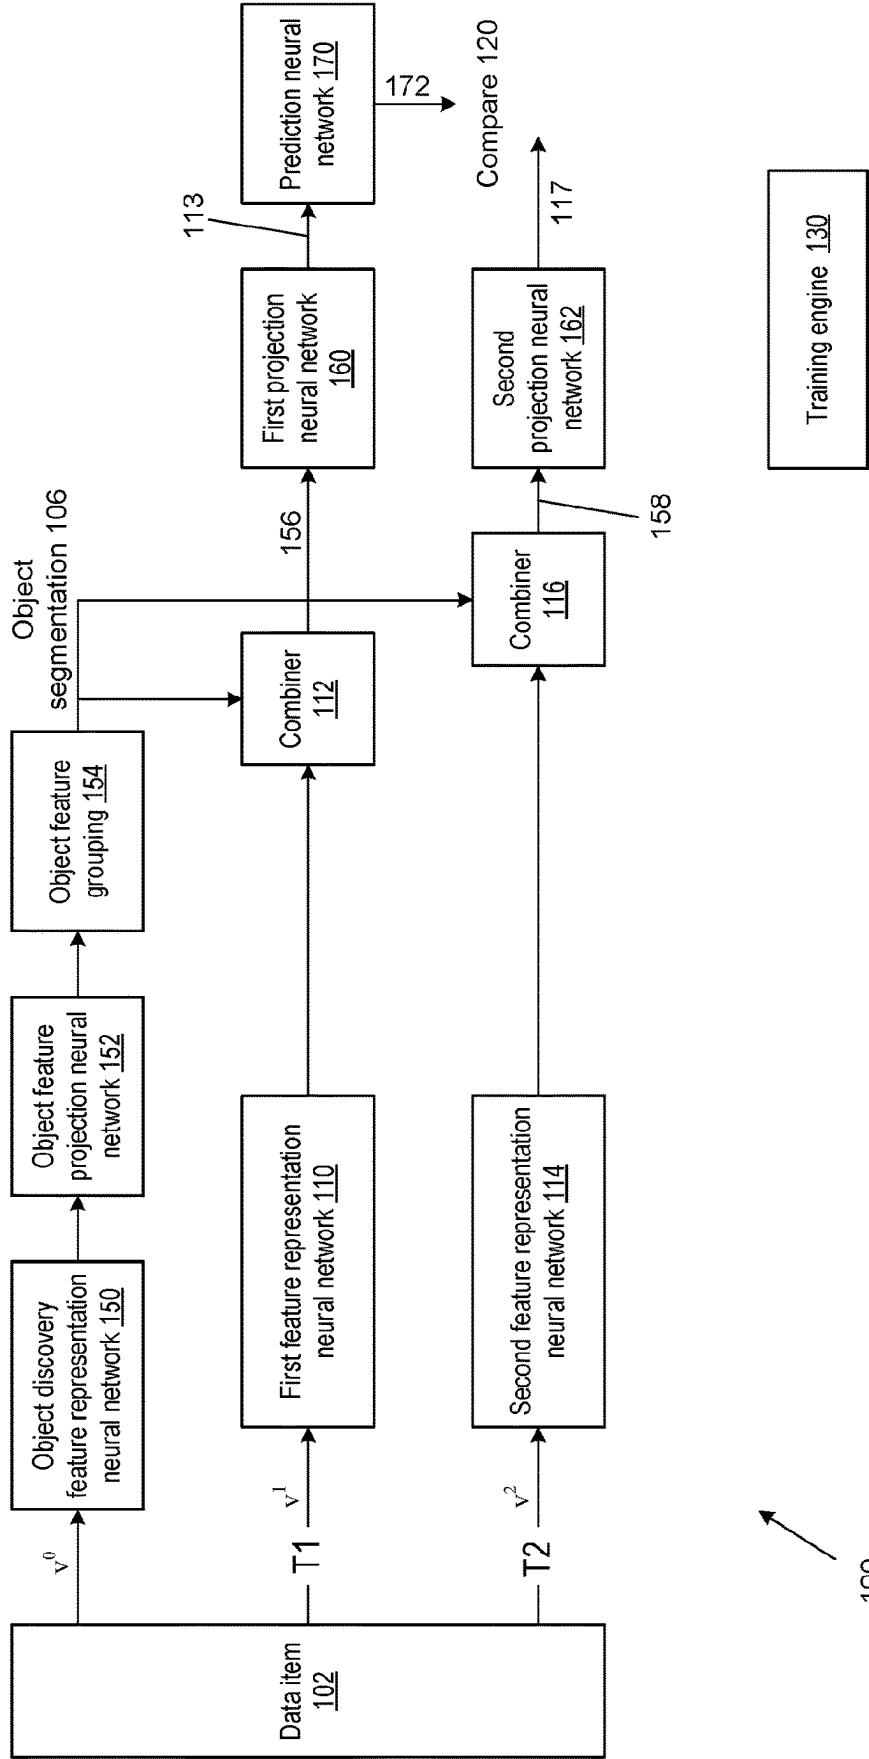 Data item
102
v0
T1
v1
T2
v2
Object discovery
feature representation
neural network 150
First feature representation
neural network 110
Second feature representation
neural network 114
Object feature
projection neural
network 152
Object feature
grouping 154
Object
segmentation 106
Combiner
112
Combiner
116
156
158
First projection
neural network
160
Second
projection neural
network 162
113
117
Prediction neural
network 170
172
Compare 120
Training engine 130